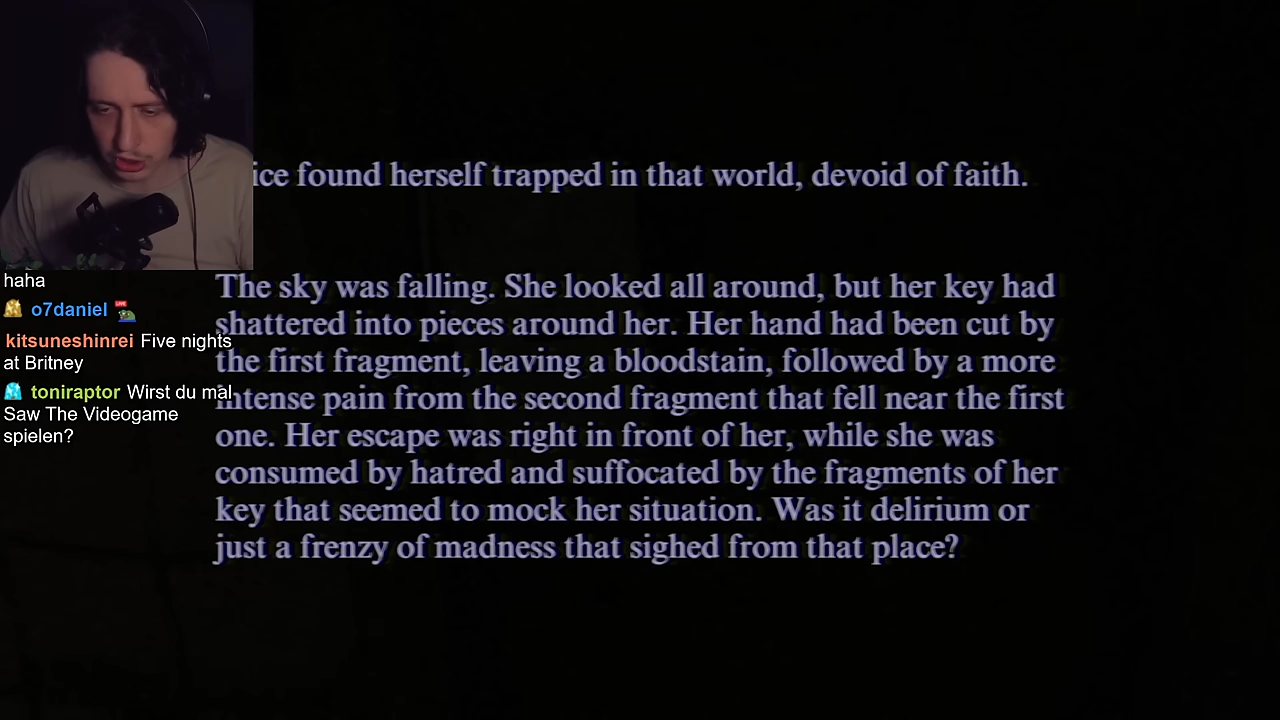 ice found herself trapped in that world, devoid of faith.
The sky was falling. She looked all around, but her key had
shattered into pieces around her. Her hand had been cut by
the first fragment, leaving a bloodstain, followed by a more
intense pain from the second fragment that fell near the first
one. Her escape was right in front of her, while she was
consumed by hatred and suffocated by the fragments of her
key that seemed to mock her situation. Was it delirium or
just a frenzy of madness that sighed from that place?
haha
o7daniel
kitsuneshinrei Five nights
at Britney
toniraptor Wirst du mal
Saw The Videogame
spielen?